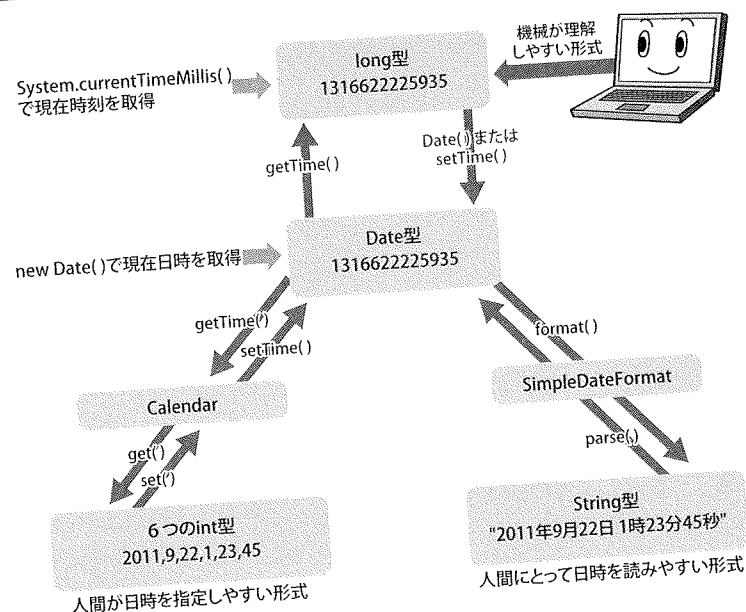 機械が理解
しやすい形式
long型
1316622225935
System.currentTimeMillis( )
で現在時刻を取得
getTime( )
Date( )または
setTime( )
Date型
1316622225935
new Date( )で現在日時を取得
getTime( )
setTime( )
format( )
Calendar
SimpleDateFormat
get( )
set( )
parse( )
6つのint型
2011,9,22,1,23,45
人間が日時を指定しやすい形式
String型
"2011年9月22日 1時23分45秒"
人間にとって日時を読みやすい形式